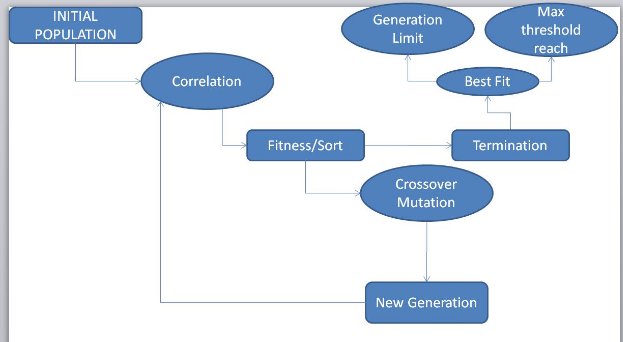 INITIAL
POPULATION
Generation
Limit
Max
threshold
reach
Correlation
Best Fit
Fitness/Sort
Termination
Crossover
Mutation
New Generation